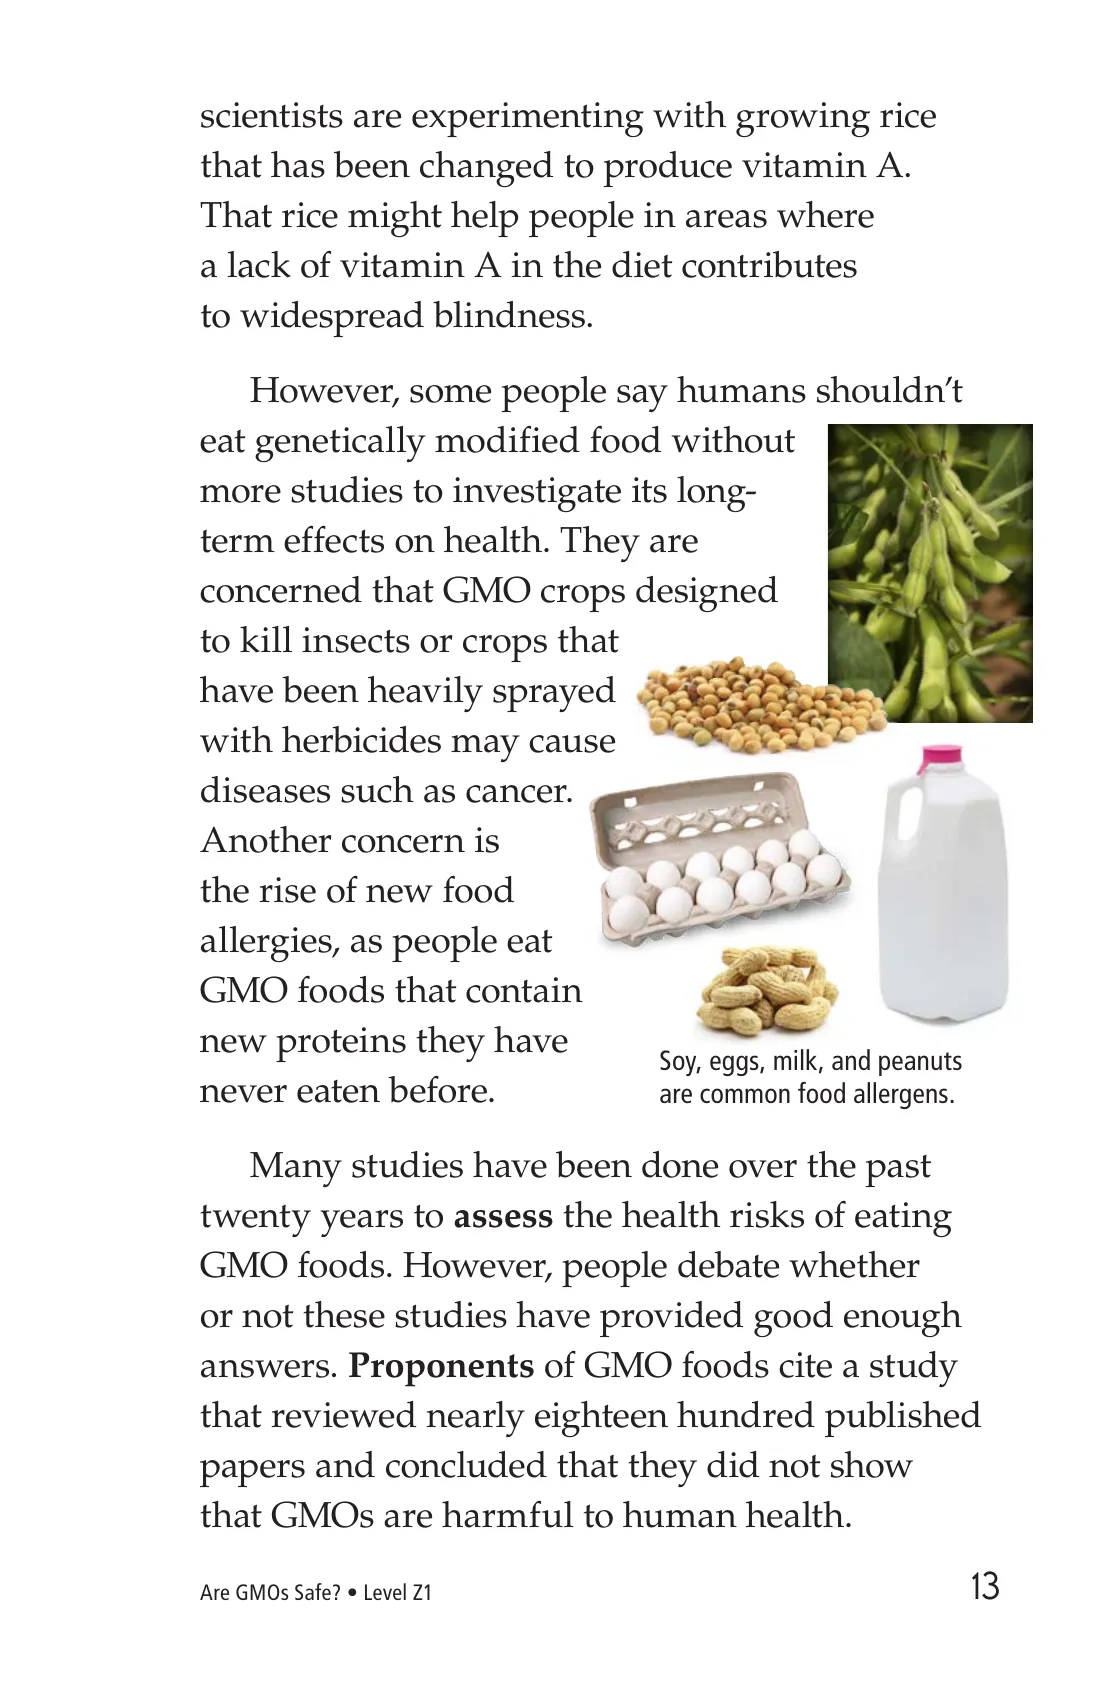 scientists are experimenting with growing rice
that has been changed to produce vitamin A.
That rice might help people in areas where
a lack of vitamin A in the diet contributes
to widespread blindness.
However, some people say humans shouldn’t
eat genetically modified food without
more studies to investigate its long-
term effects on health. They are
concerned that GMO crops designed
to kill insects or crops that
have been heavily sprayed
with herbicides may cause
diseases such as cancer.
Another concern is
the rise of new food
allergies, as people eat
GMO foods that contain
new proteins they have
never eaten before.
Soy, eggs, milk, and peanuts
are common food allergens.
Many studies have been done over the past
twenty years to assess the health risks of eating
GMO foods. However, people debate whether
or not these studies have provided good enough
answers. Proponents of GMO foods cite a study
that reviewed nearly eighteen hundred published
papers and concluded that they did not show
that GMOs are harmful to human health.
Are GMOs Safe? • Level Z1
13